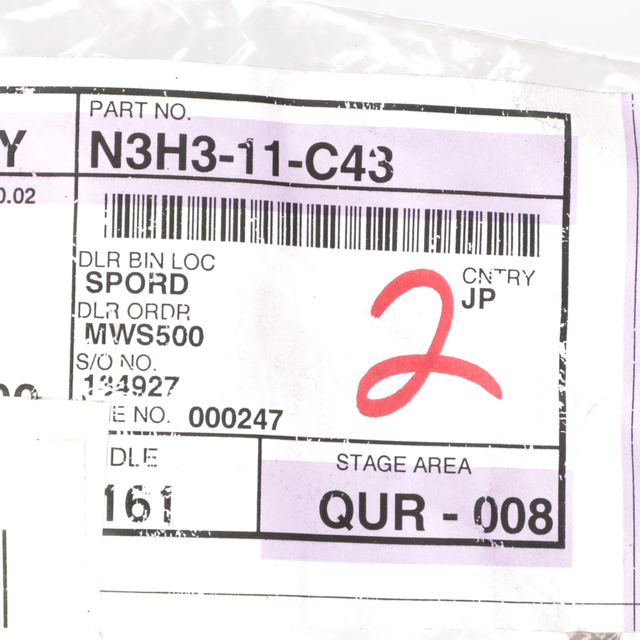 PART NO.
Y N3H3-11-C43
0.02
DLR BIN LOC
SPORD
CNTRY
JP
DLR ORDR
MWS500
2
S/O NO.
134927
E NO. 000247
DLE
161
STAGE AREA
QUR - 008